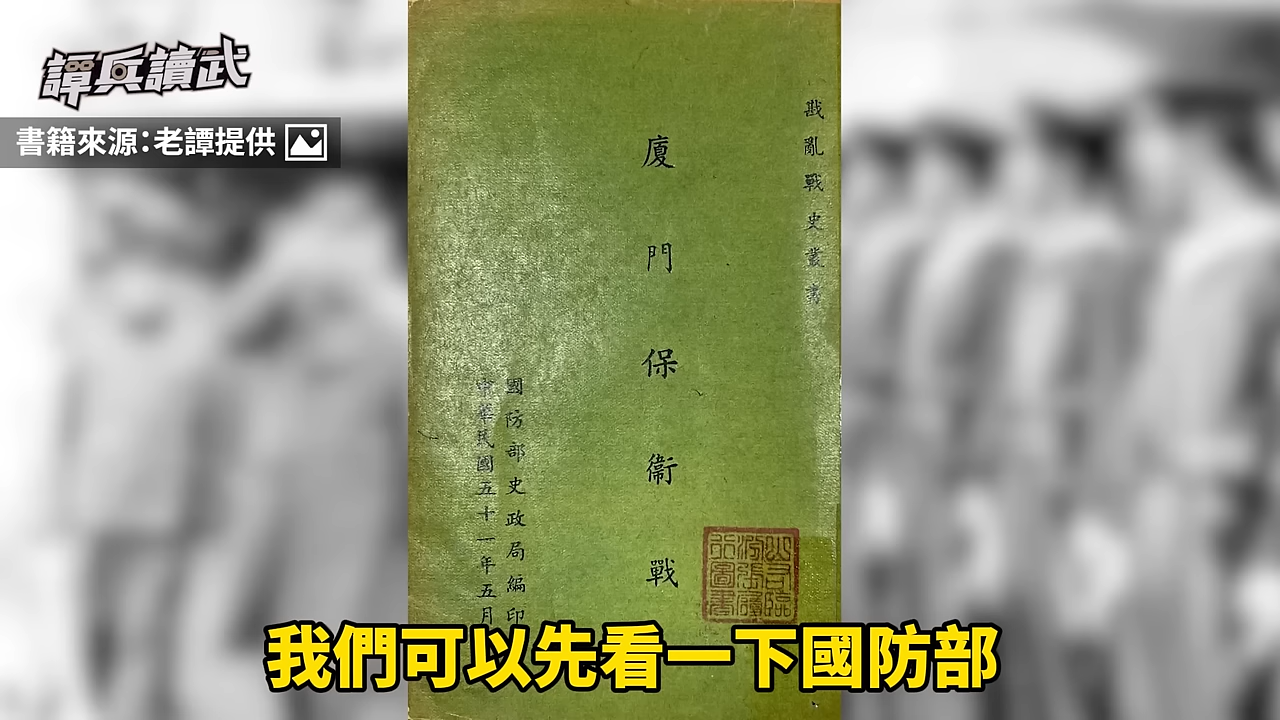 譚兵讀武
書籍來源：老譚提供
戡亂戰史叢書
廈門保衞戰
國防部史政局編印
中華民國五十一年五月
我們可以先看一下國防部